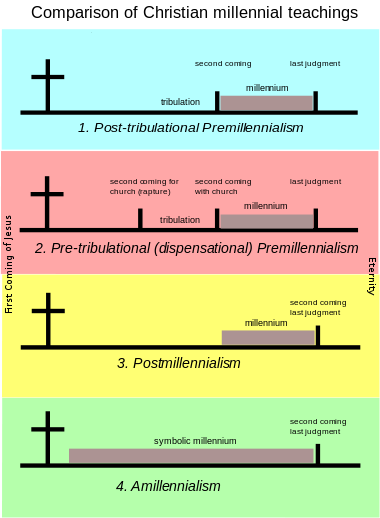 Comparison of Christian millennial teachings
second coming
last judgment
millennium
tribulation
1. Post-tribulational Premillennialism
second coming for
church (rapture)
second coming
with church
last judgment
millennium
tribulation
2. Pre-tribulational (dispensational) Premillennialism
First Coming of Jesus
Eternity
second coming
last judgment
millennium
3. Postmillennialism
second coming
last judgment
symbolic millennium
4. Amillennialism